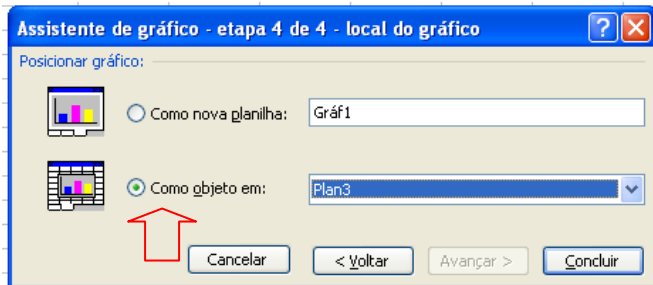 Assistente de gráfico - etapa 4 de 4 - local do gráfico
Posicionar gráfico:
Como nova planilha: Gráf1
Como objeto em: Plan3
Cancelar < Voltar Avançar > Concluir